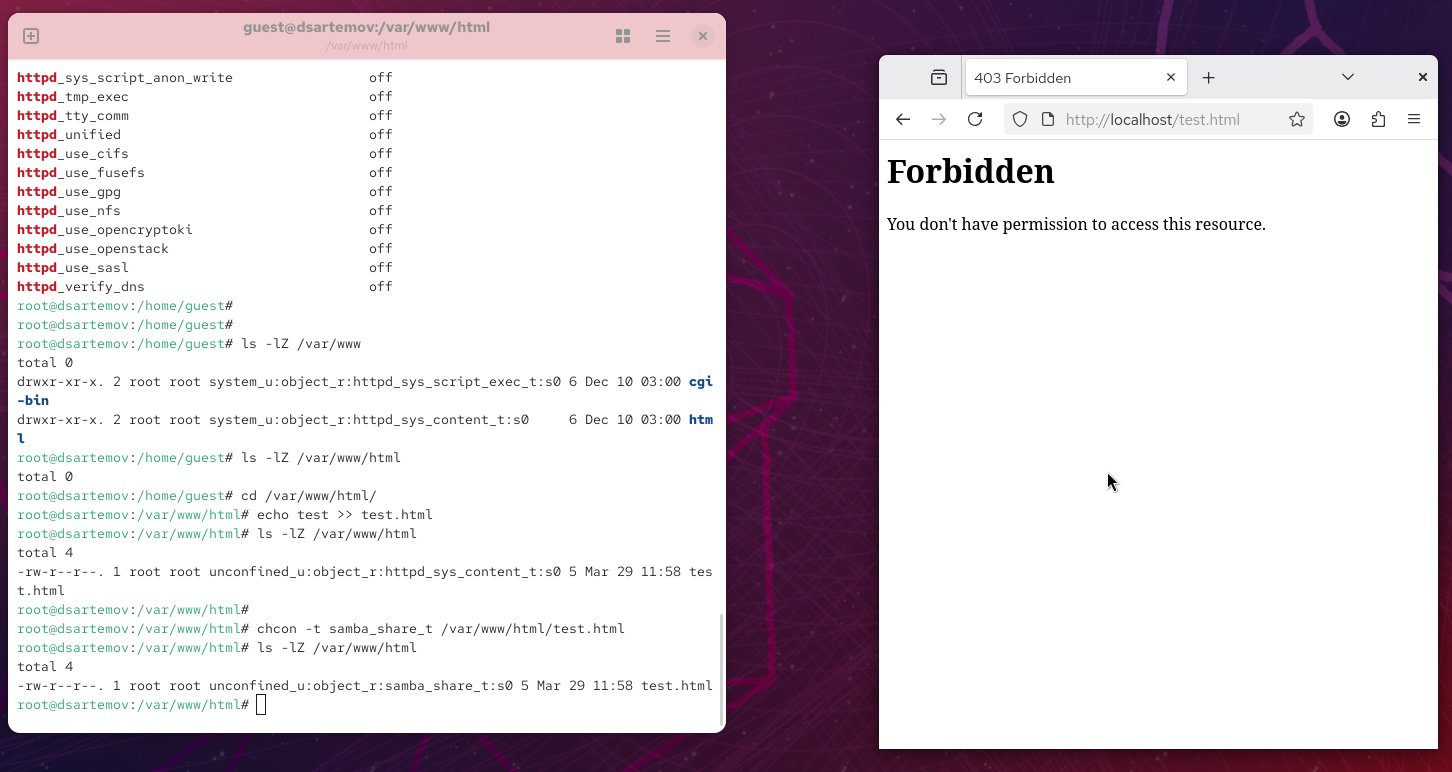 guest@dsartemov:/var/www/html
/var/www/html
httpd_sys_script_anon_write                 off
httpd_tmp_exec                              off
httpd_tty_comm                              off
httpd_unified                               off
httpd_use_cifs                              off
httpd_use_fusefs                            off
httpd_use_gpg                               off
httpd_use_nfs                               off
httpd_use_opencryptoki                      off
httpd_use_openstack                         off
httpd_use_sasl                              off
httpd_verify_dns                            off
root@dsartemov:/home/guest#
root@dsartemov:/home/guest#
root@dsartemov:/home/guest# ls -lZ /var/www
total 0
drwxr-xr-x. 2 root root system_u:object_r:httpd_sys_script_exec_t:s0 6 Dec 10 03:00 cgi
-bin
drwxr-xr-x. 2 root root system_u:object_r:httpd_sys_content_t:s0     6 Dec 10 03:00 htm
l
root@dsartemov:/home/guest# ls -lZ /var/www/html
total 0
root@dsartemov:/home/guest# cd /var/www/html/
root@dsartemov:/var/www/html# echo test >> test.html
root@dsartemov:/var/www/html# ls -lZ /var/www/html
total 4
-rw-r--r--. 1 root root unconfined_u:object_r:httpd_sys_content_t:s0 5 Mar 29 11:58 tes
t.html
root@dsartemov:/var/www/html#
root@dsartemov:/var/www/html# chcon -t samba_share_t /var/www/html/test.html
root@dsartemov:/var/www/html# ls -lZ /var/www/html
total 4
-rw-r--r--. 1 root root unconfined_u:object_r:samba_share_t:s0 5 Mar 29 11:58 test.html
root@dsartemov:/var/www/html#
403 Forbidden
http://localhost/test.html
Forbidden
You don't have permission to access this resource.